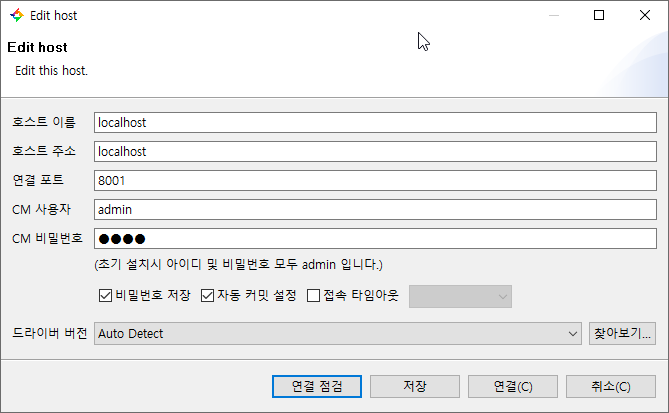 Edit host
Edit host
Edit this host.
호스트 이름 localhost
호스트 주소 localhost
연결 포트 8001
CM 사용자 admin
CM 비밀번호 ●●●●
(초기 설치시 아이디 및 비밀번호 모두 admin 입니다.)
비밀번호 저장 자동 커밋 설정 접속 타임아웃
드라이버 버전 Auto Detect 찾아보기...
연결 점검 저장 연결(C) 취소(C)